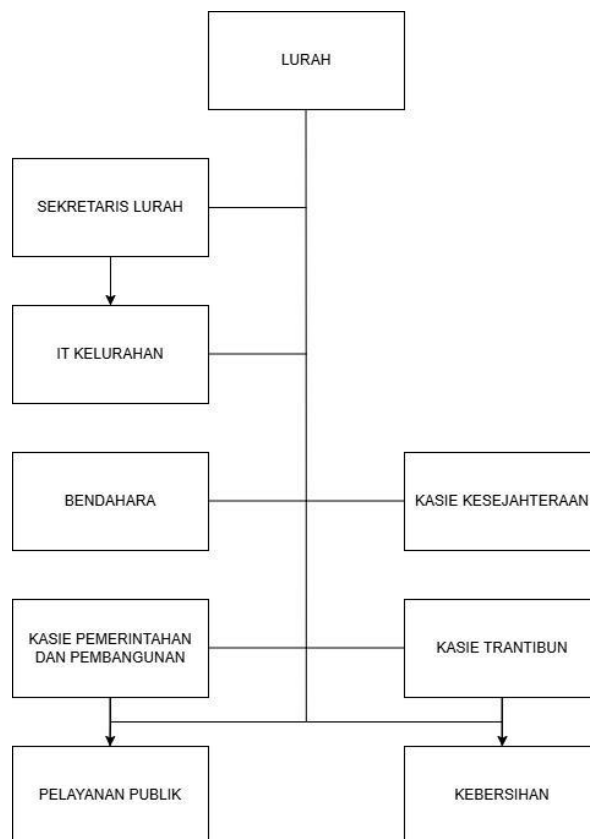 LURAH
SEKRETARIS LURAH
IT KELURAHAN
BENDAHARA
KASIE KESEJAHTERAAN
KASIE PEMERINTAHAN
DAN PEMBANGUNAN
KASIE TRANTIBUN
PELAYANAN PUBLIK
KEBERSIHAN